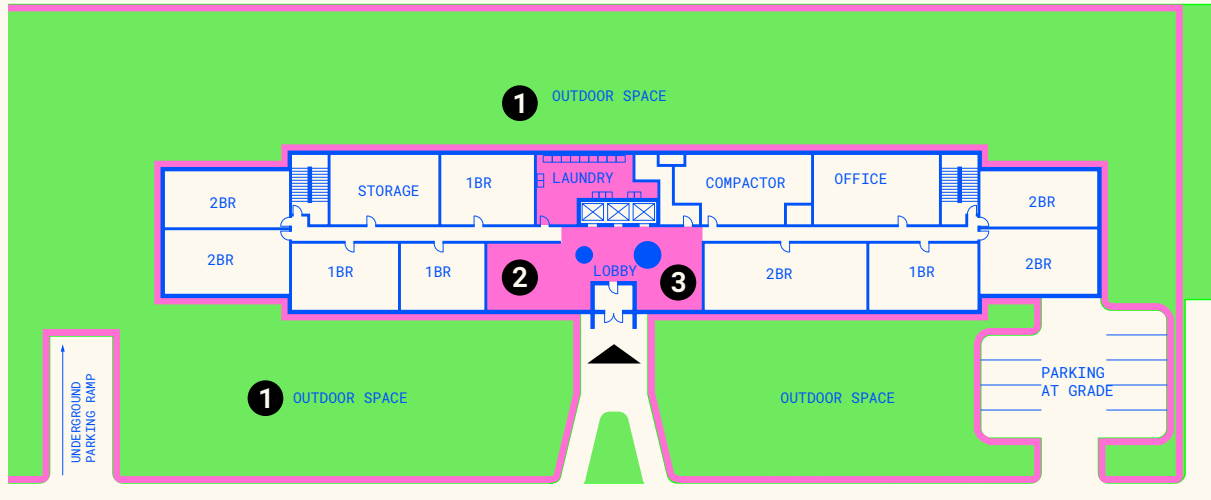 1 OUTDOOR SPACE
2BR
STORAGE
1BR
LAUNDRY
COMPACTOR
OFFICE
2BR
2BR
1BR
1BR
2
LOBBY
3
2BR
1BR
2BR
UNDERGROUND
PARKING RAMP
1 OUTDOOR SPACE
OUTDOOR SPACE
PARKING
AT GRADE